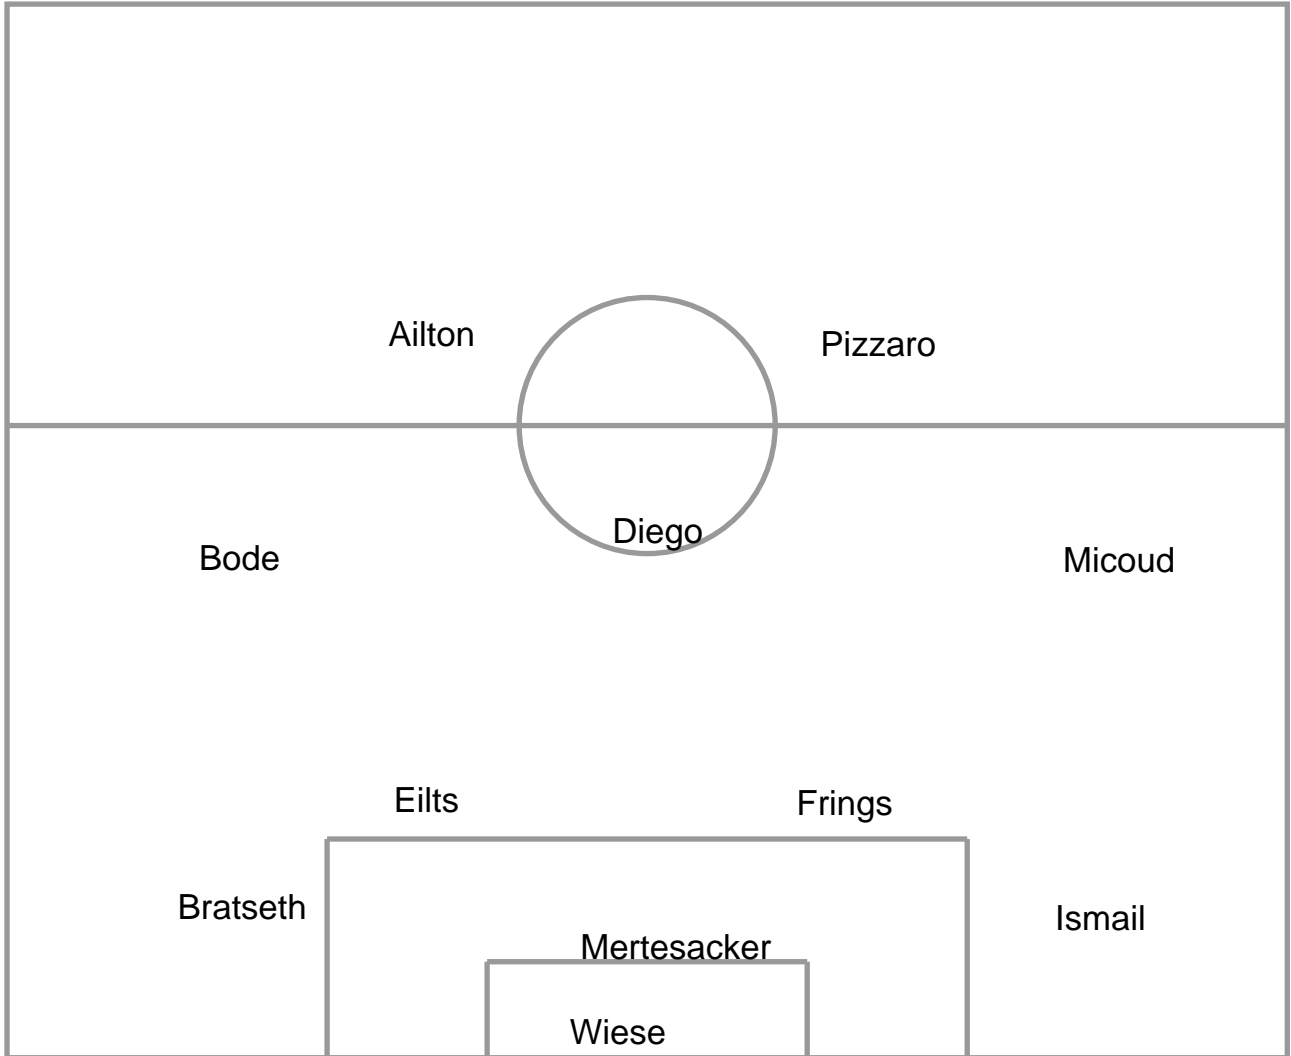 Ailton
Pizzaro
Diego
Bode
Micoud
Eilts
Frings
Bratseth
Ismail
Mertesacker
Wiese